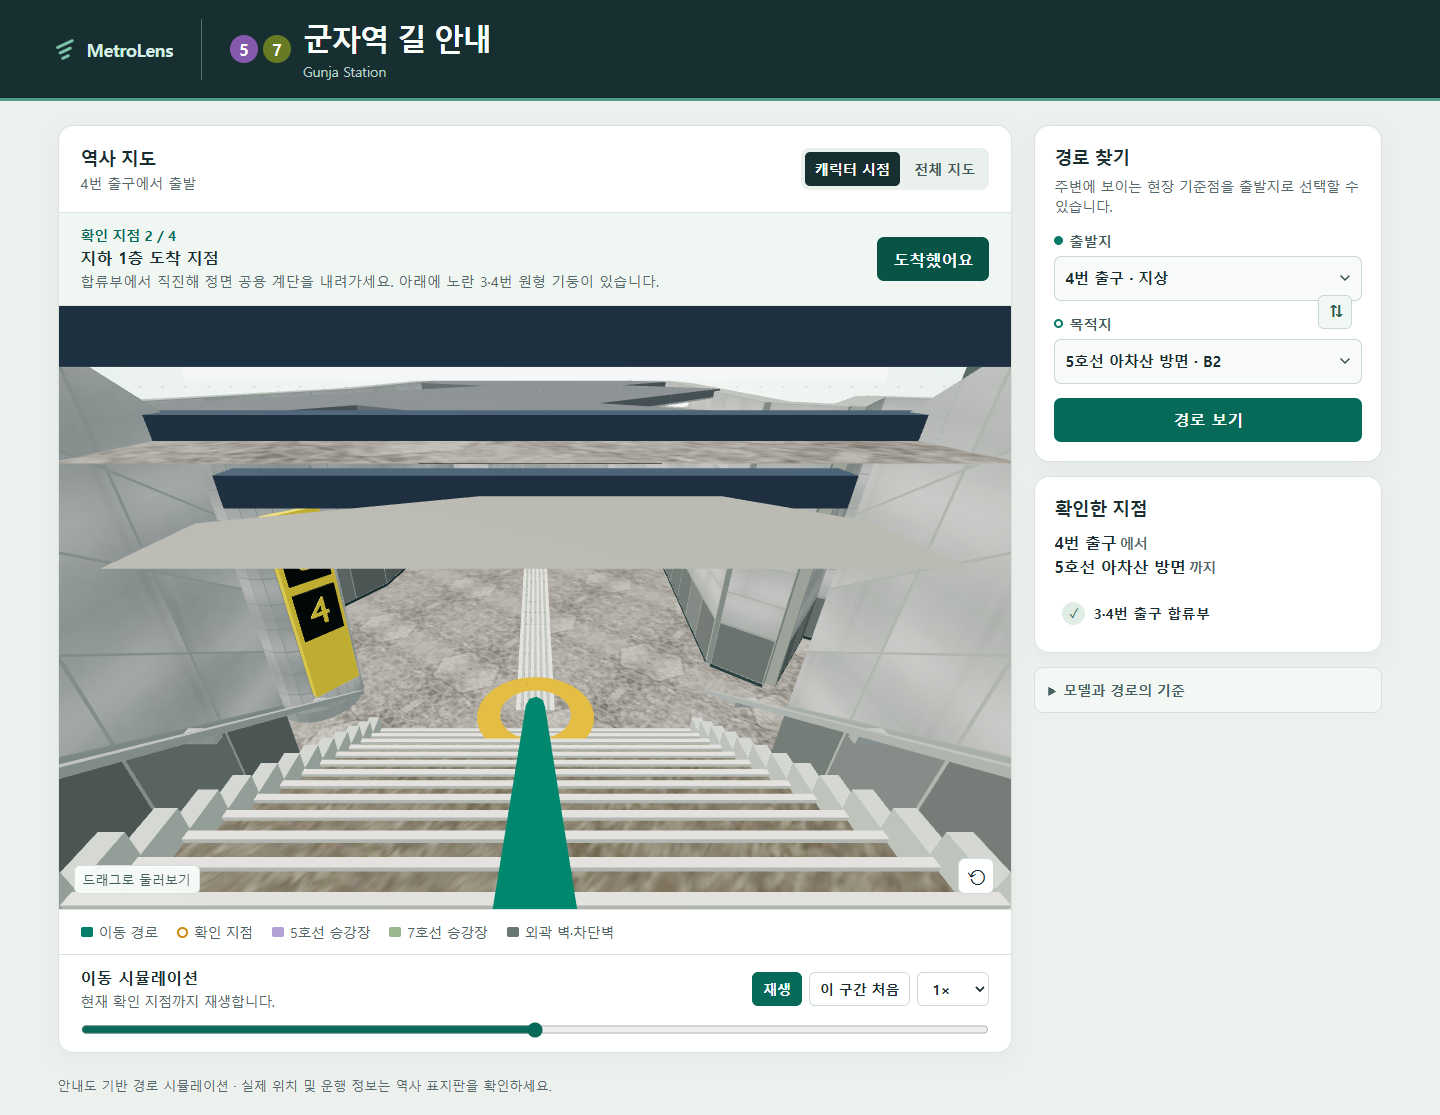 MetroLens
5 7 군자역 길 안내
Gunja Station
역사 지도
4번 출구에서 출발
캐릭터 시점
전체 지도
확인 지점 2 / 4
지하 1층 도착 지점
합류부에서 직진해 정면 공용 계단을 내려가세요. 아래에 노란 3·4번 원형 기둥이 있습니다.
도착했어요
4
드래그로 둘러보기
이동 경로
확인 지점
5호선 승강장
7호선 승강장
외곽 벽·차단벽
이동 시뮬레이션
현재 확인 지점까지 재생합니다.
재생
이 구간 처음
1×
경로 찾기
주변에 보이는 현장 기준점을 출발지로 선택할 수
있습니다.
출발지
4번 출구 · 지상
목적지
5호선 아차산 방면 · B2
경로 보기
확인한 지점
4번 출구 에서
5호선 아차산 방면 까지
3·4번 출구 합류부
모델과 경로의 기준
안내도 기반 경로 시뮬레이션 · 실제 위치 및 운행 정보는 역사 표지판을 확인하세요.